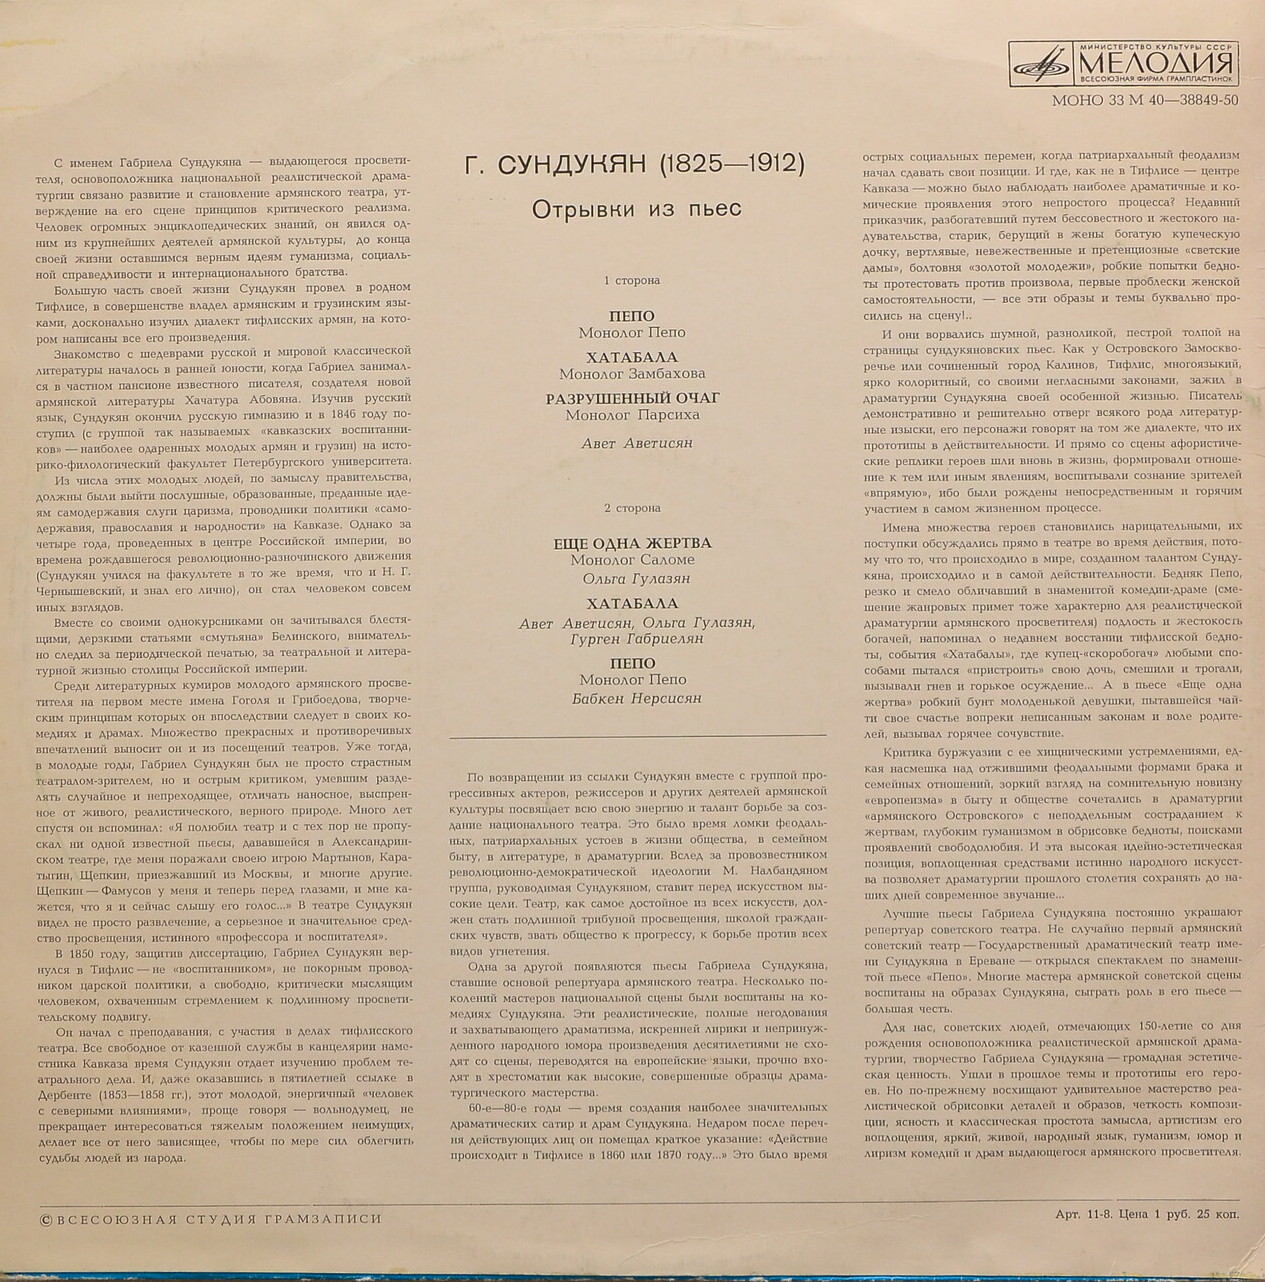 МИНИСТЕРСТВО КУЛЬТУРЫ СССР
МЕЛОДИЯ
ВСЕСОЮЗНАЯ ФИРМА ГРАМПЛАСТИНОК
МОНО 33 М 40—38849-50
С именем Габриела Сундукяна — выдающегося просвети-
теля, основоположника национальной реалистической драма-
тургии связано развитие и становление армянского театра, ут-
верждение на его сцене принципов критического реализма.
Человек огромных энциклопедических знаний, он явился од-
ним из крупнейших деятелей армянской культуры, до конца
своей жизни оставшимся верным идеям гуманизма, социаль-
ной справедливости и интернационального братства.
Большую часть своей жизни Сундукян провел в родном
Тифлисе, в совершенстве владел армянским и грузинским язы-
ками, досконально изучил диалект тифлисских армян, на кото-
ром написаны все его произведения.
Знакомство с шедеврами русской и мировой классической
литературы началось в ранней юности, когда Габриел занимал-
ся в частном пансионе известного писателя, создателя новой
армянской литературы Хачатура Абовяна. Изучив русский
язык, Сундукян окончил русскую гимназию и в 1846 году по-
ступил (с группой так называемых «кавказских воспитанни-
ков» — наиболее одаренных молодых армян и грузин) на исто-
рико-филологический факультет Петербургского университета.
Из числа этих молодых людей, по замыслу правительства,
должны были выйти послушные, образованные, преданные иде-
ям самодержавия слуги царизма, проводники политики «само-
державия, православия и народности» на Кавказе. Однако за
четыре года, проведенных в центре Российской империи, во
времена рождавшегося революционно-разночинского движения
(Сундукян учился на факультете в то же время, что и Н. Г.
Чернышевский, и знал его лично), он стал человеком совсем
иных взглядов.
Вместе со своими однокурсниками он зачитывался блестя-
щими, дерзкими статьями «смутьяна» Белинского, вниматель-
но следил за периодической печатью, за театральной и литера-
турной жизнью столицы Российской империи.
Среди литературных кумиров молодого армянского просве-
тителя на первом месте имена Гоголя и Грибоедова, творче-
ским принципам которых он впоследствии следует в своих ко-
медиях и драмах. Множество прекрасных и противоречивых
впечатлений выносит он и из посещений театров. Уже тогда,
в молодые годы, Габриел Сундукян был не просто страстным
театралом-зрителем, но и острым критиком, умевшим разде-
лять случайное и непреходящее, отличать наносное, выспрен-
ное от живого, реалистического, верного природе. Много лет
спустя он вспоминал: «Я полюбил театр и с тех пор не пропу-
скал ни одной известной пьесы, дававшейся в Александрин-
ском театре, где меня поражали своею игрою Мартынов, Кара-
тыгин, Щепкин, приезжавший из Москвы, и многие другие.
Щепкин — Фамусов у меня и теперь перед глазами, и мне ка-
жется, что я и сейчас слышу его голос...» В театре Сундукян
видел не просто развлечение, а серьезное и значительное сред-
ство просвещения, истинного «профессора и воспитателя».
В 1850 году, защитив диссертацию, Габриел Сундукян вер-
нулся в Тифлис — не «воспитанником», не покорным провод-
ником царской политики, а свободно, критически мыслящим
человеком, охваченным стремлением к подлинному просвети-
тельскому подвигу.
Он начал с преподавания, с участия в делах тифлисского
театра. Все свободное от казенной службы в канцелярии наме-
стника Кавказа время Сундукян отдает изучению проблем те-
атрального дела. И, даже оказавшись в пятилетней ссылке в
Дербенте (1853—1858 гг.), этот молодой, энергичный «человек
с северными влияниями», проще говоря — вольнодумец, не
прекращает интересоваться тяжелым положением неимущих,
делает все от него зависящее, чтобы по мере сил облегчить
судьбы людей из народа.
Г. СУНДУКЯН (1825—1912)
Отрывки из пьес
1 сторона
ПЕПО
Монолог Пепо
ХАТАБАЛА
Монолог Замбахова
РАЗРУШЕННЫЙ ОЧАГ
Монолог Парсиха
Авет Аветисян
2 сторона
ЕЩЕ ОДНА ЖЕРТВА
Монолог Саломе
Ольга Гулазян
ХАТАБАЛА
Авет Аветисян, Ольга Гулазян,
Гурген Габриелян
ПЕПО
Монолог Пепо
Бабкен Нерсисян
По возвращении из ссылки Сундукян вместе с группой про-
грессивных актеров, режиссеров и других деятелей армянской
культуры посвящает всю свою энергию и талант борьбе за соз-
дание национального театра. Это было время ломки феодаль-
ных, патриархальных устоев в жизни общества, в семейном
быту, в литературе, в драматургии. Вслед за провозвестником
революционно-демократической идеологии М. Налбандяном
группа, руководимая Сундукяном, ставит перед искусством вы-
сокие цели. Театр, как самое достойное из всех искусств, дол-
жен стать подлинной трибуной просвещения, школой граждан-
ских чувств, звать общество к прогрессу, к борьбе против всех
видов угнетения.
Одна за другой появляются пьесы Габриела Сундукяна,
ставшие основой репертуара армянского театра. Несколько по-
колений мастеров национальной сцены были воспитаны на ко-
медиях Сундукяна. Эти реалистические, полные негодования
и захватывающего драматизма, искренней лирики и непринуж-
денного народного юмора произведения десятилетиями не схо-
дят со сцены, переводятся на европейские языки, прочно вхо-
дят в хрестоматии как высокие, совершенные образцы драма-
тургического мастерства.
60-е—80-е годы — время создания наиболее значительных
драматических сатир и драм Сундукяна. Недаром после переч-
ня действующих лиц он помещал краткое указание: «Действие
происходит в Тифлисе в 1860 или 1870 году...» Это было время
острых социальных перемен, когда патриархальный феодализм
начал сдавать свои позиции. И где, как не в Тифлисе — центре
Кавказа — можно было наблюдать наиболее драматичные и ко-
мические проявления этого непростого процесса? Недавний
приказчик, разбогатевший путем бессовестного и жестокого на-
дувательства, старик, берущий в жены богатую купеческую
дочку, вертлявые, невежественные и претенциозные «светские
дамы», болтовня «золотой молодежи», робкие попытки бедно-
ты протестовать против произвола, первые проблески женской
самостоятельности, — все эти образы и темы буквально про-
сились на сцену!..
И они ворвались шумной, разноликой, пестрой толпой на
страницы сундукяновских пьес. Как у Островского Замоскво-
речье или сочиненный город Калинов, Тифлис, многоязыкий,
ярко колоритный, со своими негласными законами, зажил в
драматургии Сундукяна своей особенной жизнью. Писатель
демонстративно и решительно отверг всякого рода литератур-
ные изыски, его персонажи говорят на том же диалекте, что их
прототипы в действительности. И прямо со сцены афористиче-
ские реплики героев шли вновь в жизнь, формировали отноше-
ние к тем или иным явлениям, воспитывали сознание зрителей
«впрямую», ибо были рождены непосредственным и горячим
участием в самом жизненном процессе.
Имена множества героев становились нарицательными, их
поступки обсуждались прямо в театре во время действия, пото-
му что то, что происходило в мире, созданном талантом Сунду-
кяна, происходило и в самой действительности. Бедняк Пепо,
резко и смело обличавший в знаменитой комедии-драме (сме-
шение жанровых примет тоже характерно для реалистической
драматургии армянского просветителя) подлость и жестокость
богачей, напоминал о недавнем восстании тифлисской бедно-
ты, события «Хатабалы», где купец-«скоробогач» любыми спо-
собами пытался «пристроить» свою дочь, смешили и трогали,
вызывали гнев и горькое осуждение... А в пьесе «Еще одна
жертва» робкий бунт молоденькой девушки, пытавшейся най-
ти свое счастье вопреки неписанным законам и воле родите-
лей, вызывал горячее сочувствие.
Критика буржуазии с ее хищническими устремлениями, ед-
кая насмешка над отжившими феодальными формами брака и
семейных отношений, зоркий взгляд на сомнительную новизну
«европеизма» в быту и обществе сочетались в драматургии
«армянского Островского» с неподдельным состраданием к
жертвам, глубоким гуманизмом в обрисовке бедноты, поисками
проявлений свободолюбия. И эта высокая идейно-эстетическая
позиция, воплощенная средствами истинно народного искусст-
ва позволяет драматургии прошлого столетия сохранять до на-
ших дней современное звучание...
Лучшие пьесы Габриела Сундукяна постоянно украшают
репертуар советского театра. Не случайно первый армянский
советский театр — Государственный драматический театр име-
ни Сундукяна в Ереване — открылся спектаклем по знамени-
той пьесе «Пепо». Многие мастера армянской советской сцены
воспитаны на образах Сундукяна, сыграть роль в его пьесе —
большая честь.
Для нас, советских людей, отмечающих 150-летие со дня
рождения основоположника реалистической армянской драма-
тургии, творчество Габриела Сундукяна — громадная эстетиче-
ская ценность. Ушли в прошлое темы и прототипы его геро-
ев. Но по-прежнему восхищают удивительное мастерство реа-
листической обрисовки деталей и образов, четкость компози-
ции, ясность и классическая простота замысла, артистизм его
воплощения, яркий, живой, народный язык, гуманизм, юмор и
лиризм комедий и драм выдающегося армянского просветителя.
© ВСЕСОЮЗНАЯ СТУДИЯ ГРАМЗАПИСИ
Арт. 11-8. Цена 1 руб. 25 коп.